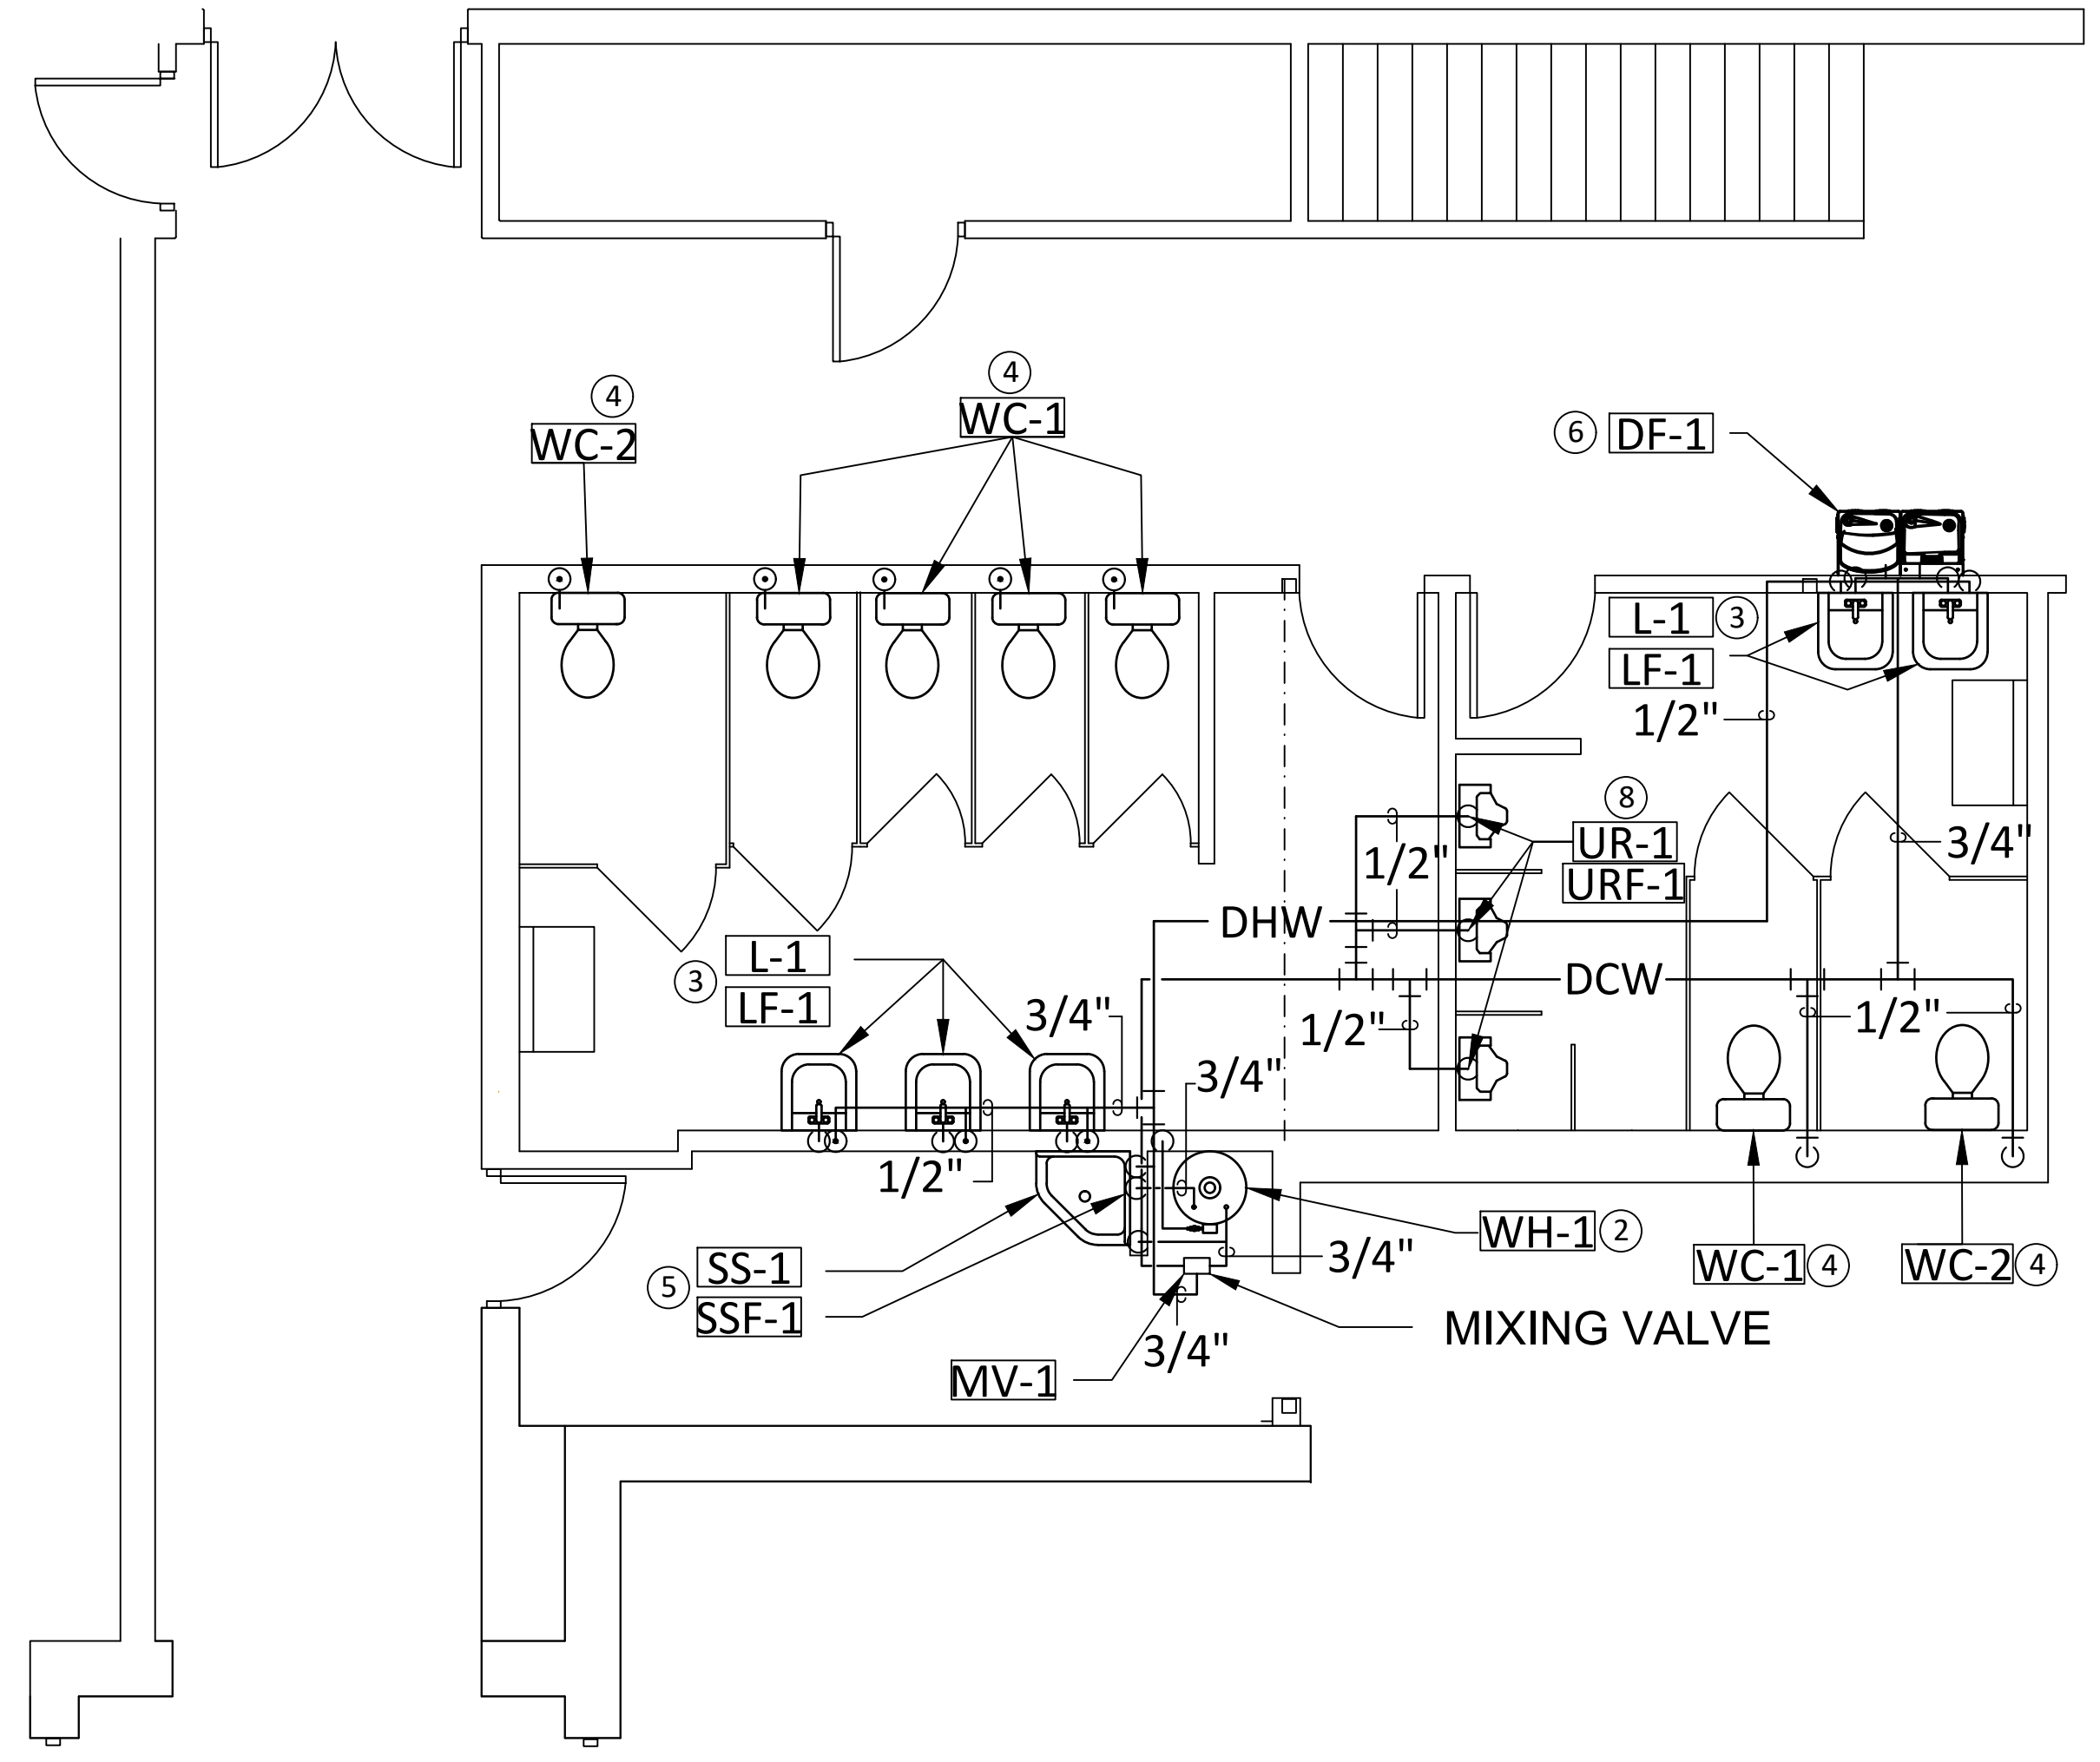 4
WC-1
4
WC-2
6
DF-1
L-1
3
LF-1
1/2"
8
UR-1
URF-1
3/4"
1/2"
DHW
L-1
3
LF-1
DCW
3/4"
1/2"
1/2"
3/4"
1/2"
WH-1
2
SS-1
5
SSF-1
3/4"
WC-1
4
WC-2
4
MIXING VALVE
3/4"
MV-1